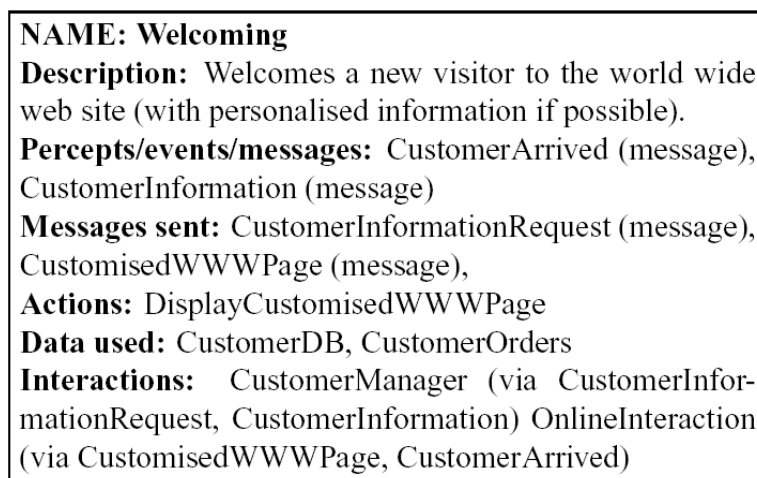 NAME: Welcoming
Description: Welcomes a new visitor to the world wide
web site (with personalised information if possible).
Percepts/events/messages: CustomerArrived (message),
CustomerInformation (message)
Messages sent: CustomerInformationRequest (message),
CustomisedWWWPage (message),
Actions: DisplayCustomisedWWWPage
Data used: CustomerDB, CustomerOrders
Interactions: CustomerManager (via CustomerInfor-
mationRequest, CustomerInformation) OnlineInteraction
(via CustomisedWWWPage, CustomerArrived)